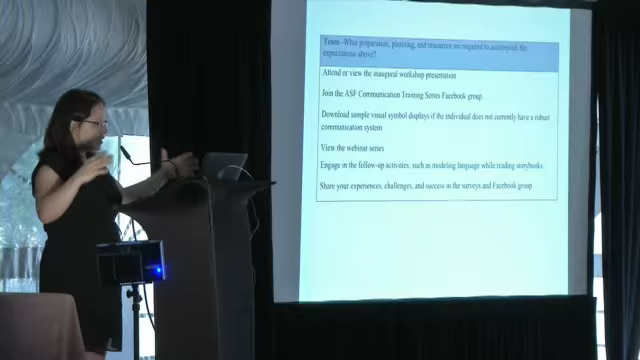 Team -What preparation, planning, and resources are required to accomplish the
expectations above?
Attend or view the inaugural workshop presentation
Join the ASF Communication Training Series Facebook group
Download sample visual symbol displays if the individual does not currently have a robust
communication system
View the webinar series
Engage in the follow-up activities, such as modeling language while reading storybooks
Share your experiences, challenges, and success in the surveys and Facebook group